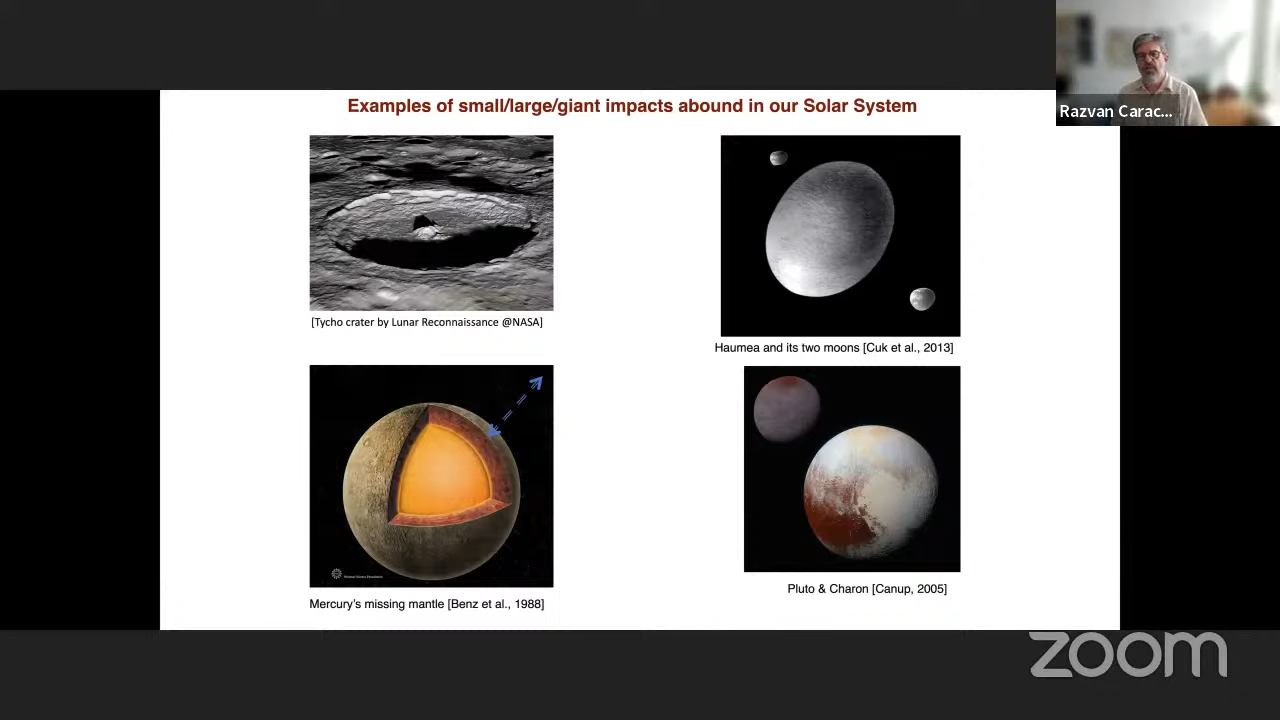 Examples of small/large/giant impacts abound in our Solar System
Razvan Carac...
[Tycho crater by Lunar Reconnaissance @NASA]
Haumea and its two moons [Cuk et al., 2013]
Mercury's missing mantle [Benz et al., 1988]
Pluto & Charon [Canup, 2005]
zoom